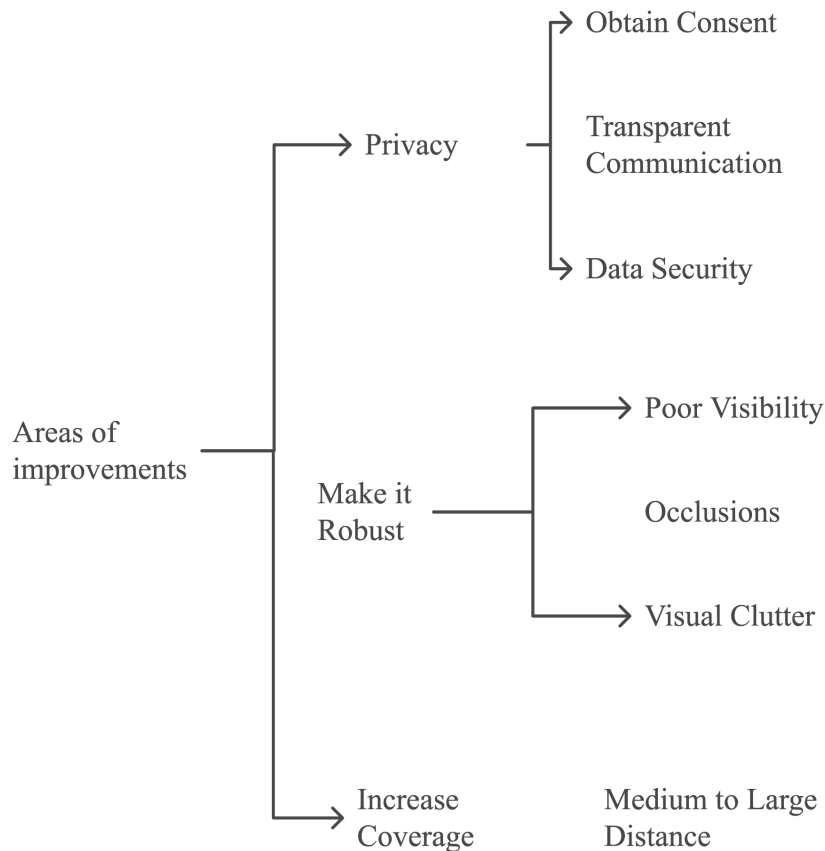 Obtain Consent
Privacy
Transparent
Communication
Data Security
Areas of
improvements
Poor Visibility
Make it
Robust
Occlusions
Visual Clutter
Increase
Coverage
Medium to Large
Distance